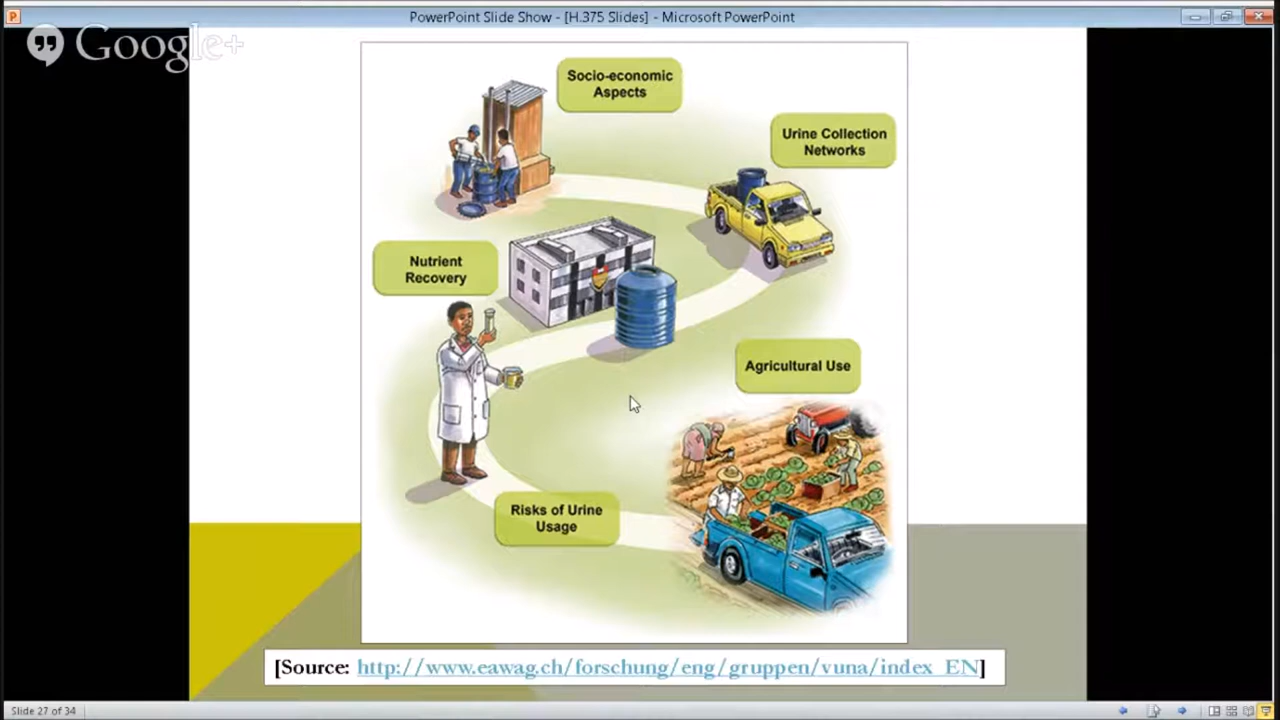 PowerPoint Slide Show - [H.375 Slides] - Microsoft PowerPoint
Google+
Socio-economic
Aspects
Urine Collection
Networks
Nutrient
Recovery
Agricultural Use
Risks of Urine
Usage
[Source: http://www.eawag.ch/forschung/eng/gruppen/vuna/index_EN]
Slide 27 of 34